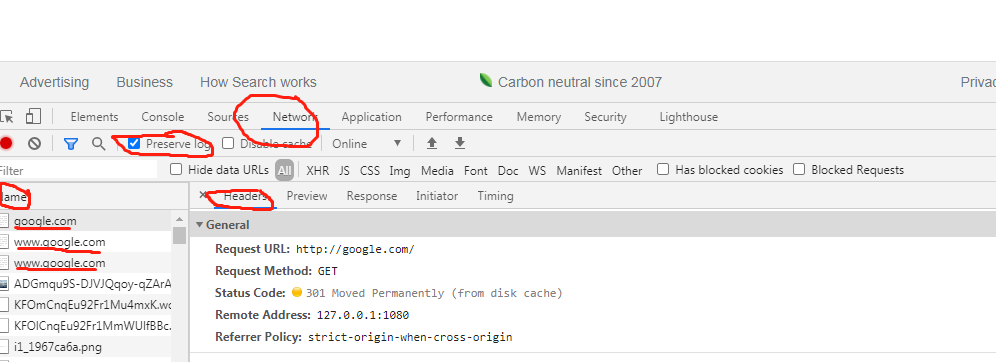 Advertising Business How Search works Carbon neutral since 2007 Privac
Elements Console Sources Network Application Performance Memory Security Lighthouse
Preserve log Disable cache Online
Filter Hide data URLs All XHR JS CSS Img Media Font Doc WS Manifest Other Has blocked cookies Blocked Requests
Name Headers Preview Response Initiator Timing
google.com
www.google.com
www.google.com
ADGmqu9S-DJVJQqoy-qZArA
KFOmCnqEu92Fr1Mu4mxK.wo
KFOlCnqEu92Fr1MmWUlfBBc.
i1_1967ca6a.png
General
Request URL: http://google.com/
Request Method: GET
Status Code: 301 Moved Permanently (from disk cache)
Remote Address: 127.0.0.1:1080
Referrer Policy: strict-origin-when-cross-origin